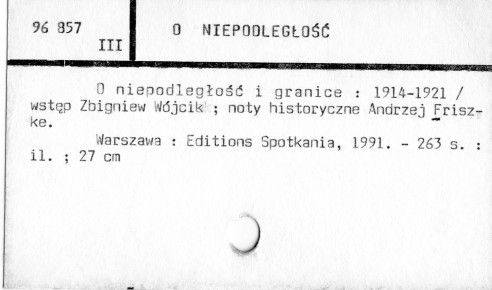 96 857
III
O NIEPODLEGŁOŚĆ
O niepodległość i granice : 1914-1921 /
wstęp Zbigniew Wójcik ; noty historyczne Andrzej Frisz-
ke.
Warszawa : Editions Spotkania, 1991. - 263 s. :
il. ; 27 cm